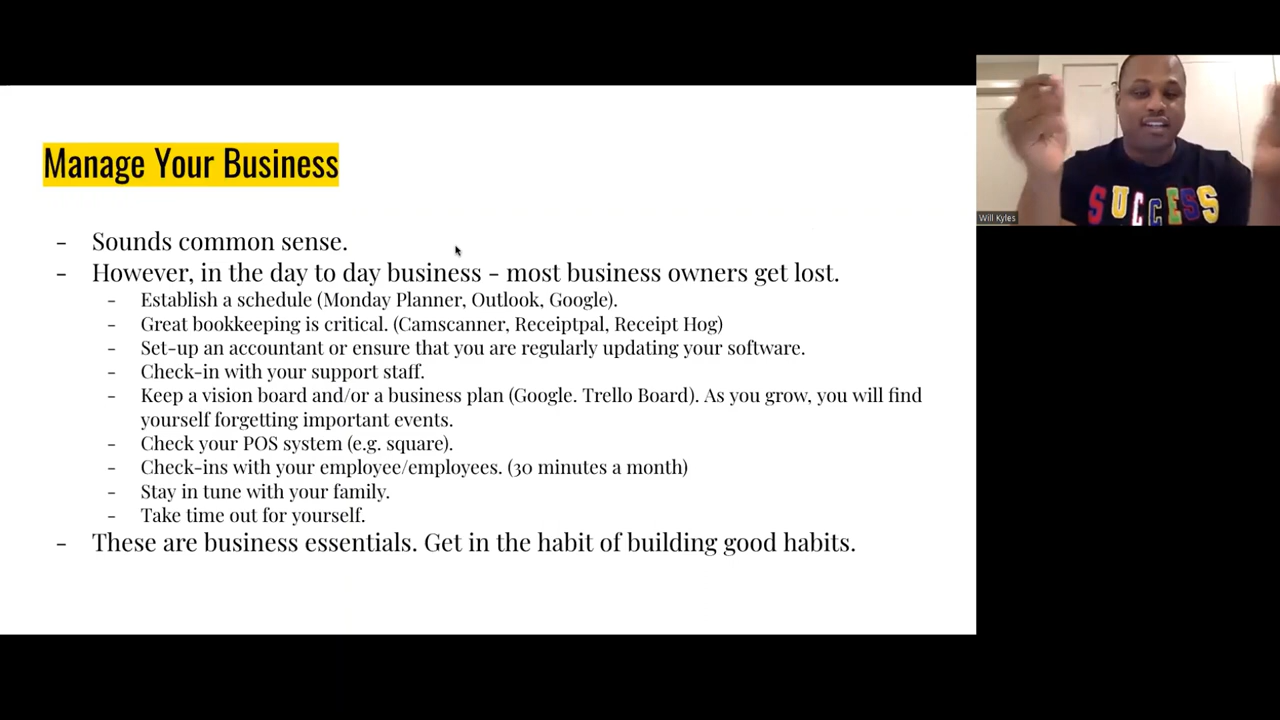 Manage Your Business
- Sounds common sense.
- However, in the day to day business - most business owners get lost.
- Establish a schedule (Monday Planner, Outlook, Google).
- Great bookkeeping is critical. (Camscanner, Receiptpal, Receipt Hog)
- Set-up an accountant or ensure that you are regularly updating your software.
- Check-in with your support staff.
- Keep a vision board and/or a business plan (Google. Trello Board). As you grow, you will find
yourself forgetting important events.
- Check your POS system (e.g. square).
- Check-ins with your employee/employees. (30 minutes a month)
- Stay in tune with your family.
- Take time out for yourself.
- These are business essentials. Get in the habit of building good habits.
SUCCESS
Will Kyles